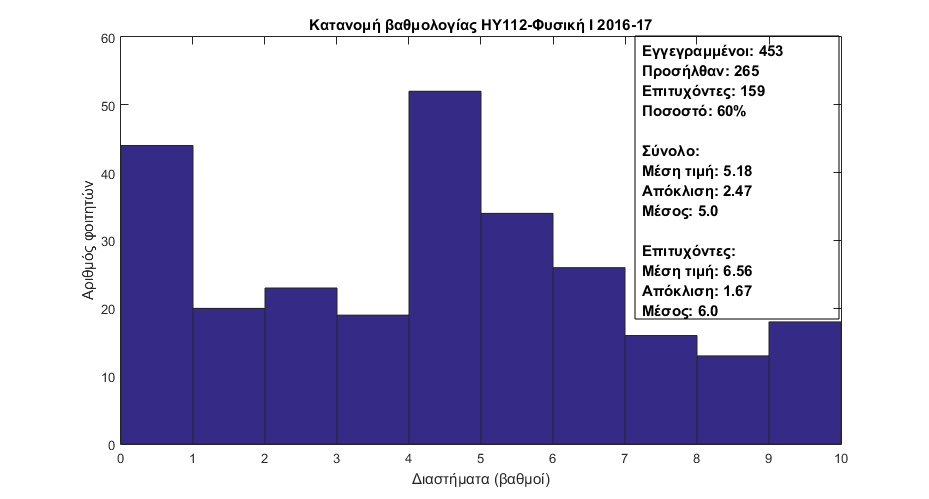 Κατανομή βαθμολογίας ΗΥ112-Φυσική Ι 2016-17
Εγγεγραμμένοι: 453
Προσήλθαν: 265
Επιτυχόντες: 159
Ποσοστό: 60%
Σύνολο:
Μέση τιμή: 5.18
Απόκλιση: 2.47
Μέσος: 5.0
Επιτυχόντες:
Μέση τιμή: 6.56
Απόκλιση: 1.67
Μέσος: 6.0
Αριθμός φοιτητών
60
50
40
30
20
10
0
0 1 2 3 4 5 6 7 8 9 10
Διαστήματα (βαθμοί)